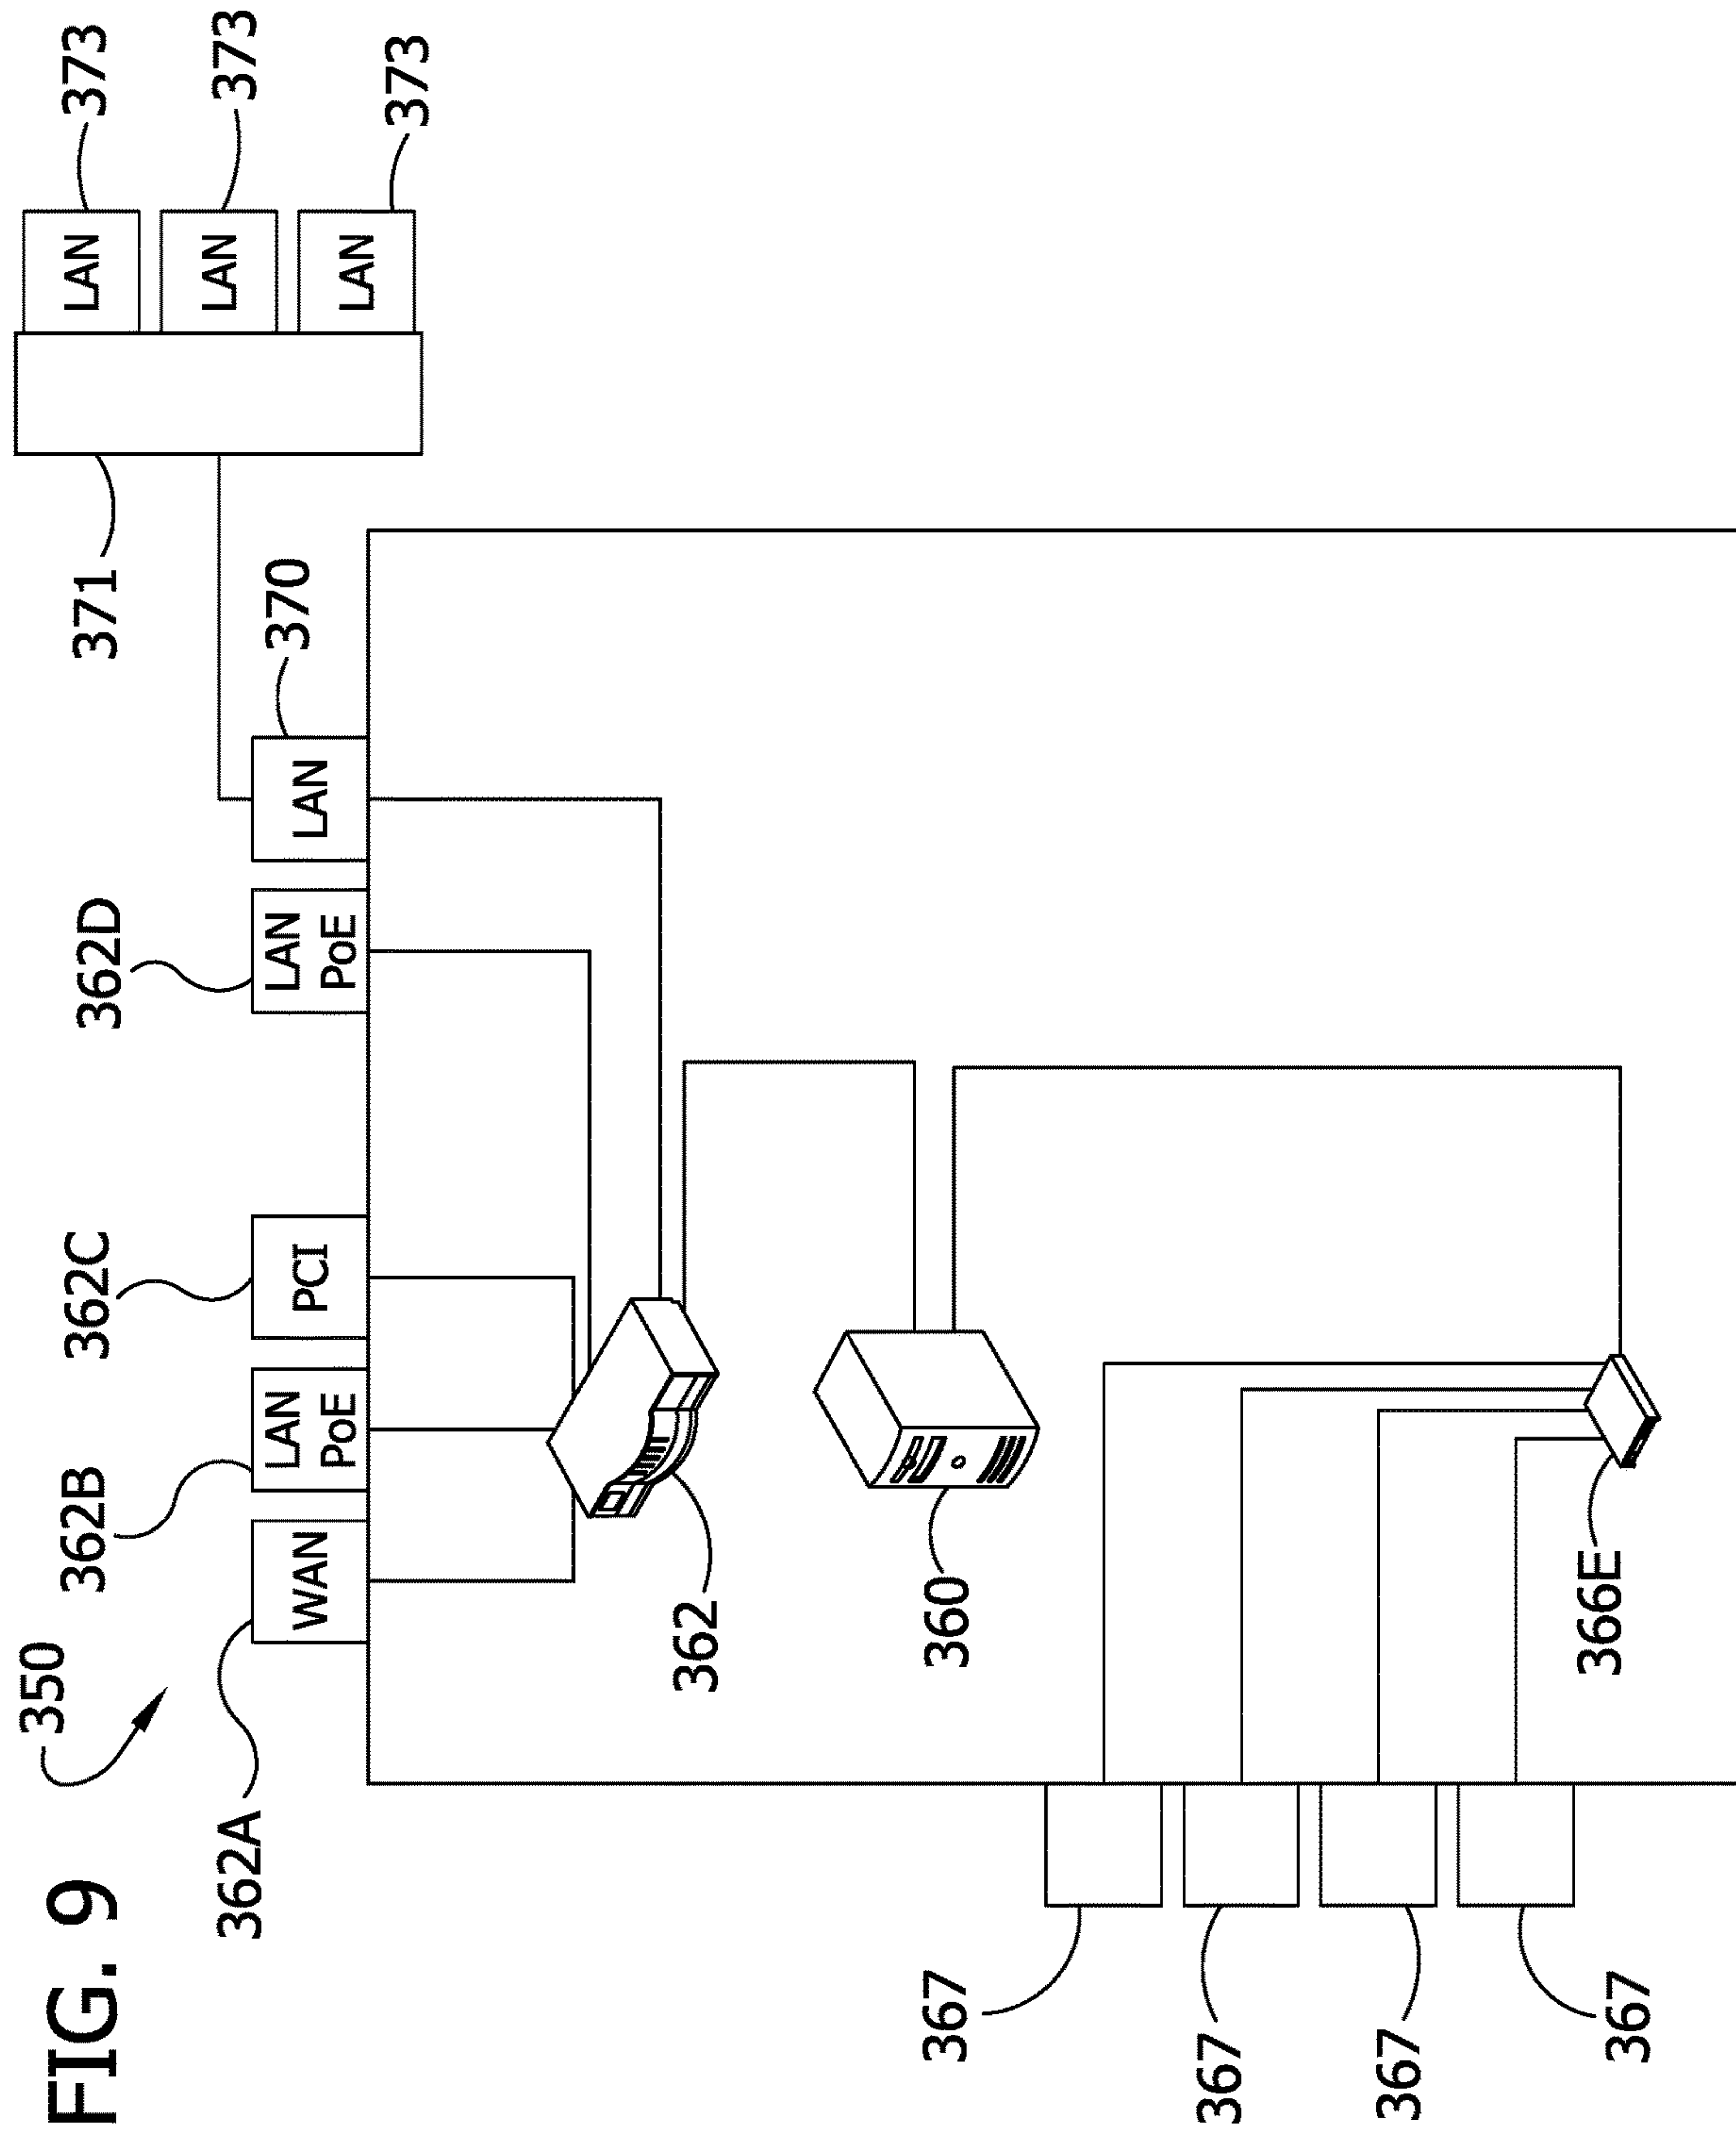 FIG. 9
350
362A
WAN
362B
LAN
PoE
362C
PCI
362D
LAN
PoE
370
LAN
371
LAN
373
LAN
373
LAN
373
362
360
366E
367
367
367
367